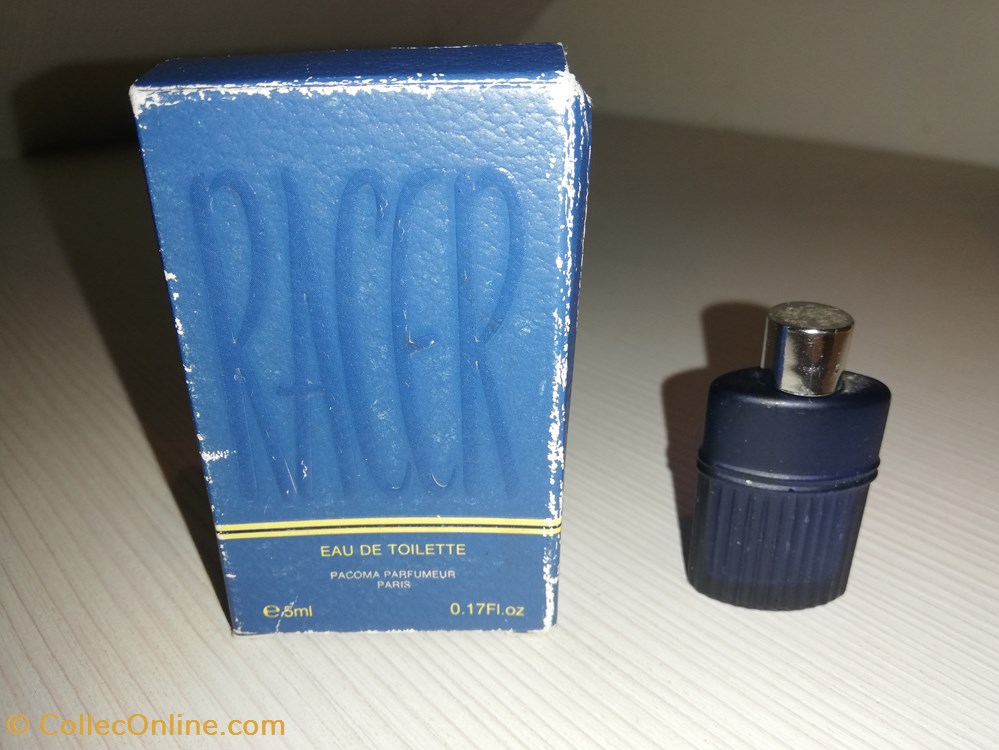 RACER
EAU DE TOILETTE
PACOMA PARFUMEUR
PARIS
e 5ml 0.17Fl.oz
© CollecOnline.com